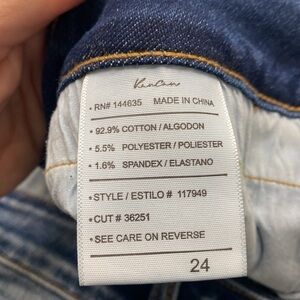 KanCan
• RN# 144635 MADE IN CHINA
• 92.9% COTTON / ALGODON
• 5.5% POLYESTER / POLIESTER
• 1.6% SPANDEX / ELASTANO
• STYLE / ESTILO # 117949
• CUT # 36251
• SEE CARE ON REVERSE
24